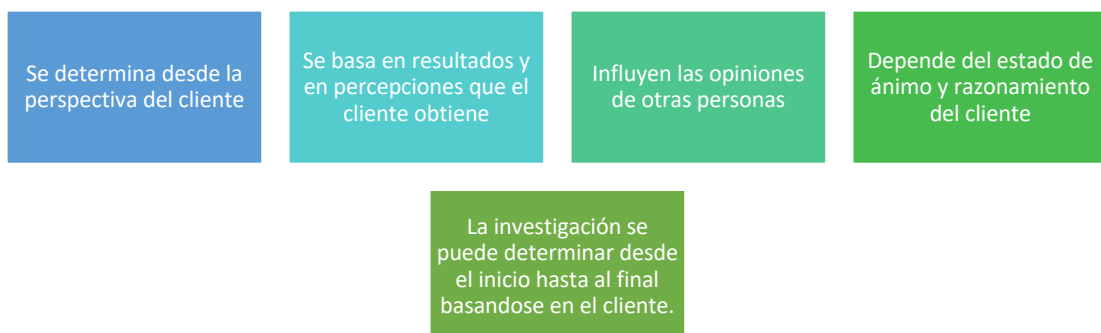 Se determina desde la
perspectiva del cliente
Se basa en resultados y
en percepciones que el
cliente obtiene
Influyen las opiniones
de otras personas
Depende del estado de
ánimo y razonamiento
del cliente
La investigación se
puede determinar desde
el inicio hasta al final
basandose en el cliente.